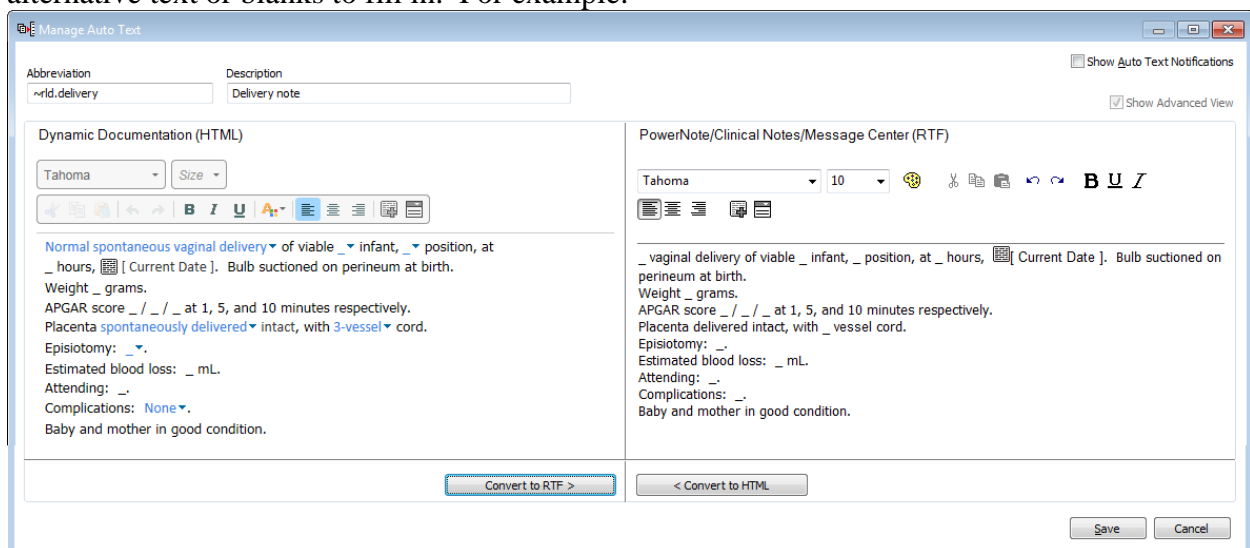 alternative text or blanks to fill in. For example:
Manage Auto Text
Show Auto Text Notifications
Abbreviation Description
~rld.delivery Delivery note
Show Advanced View
Dynamic Documentation (HTML)
Tahoma Size
B I U A
Normal spontaneous vaginal delivery of viable _ infant, _ position, at
_ hours, [ Current Date ]. Bulb suctioned on perineum at birth.
Weight _ grams.
APGAR score _ / _ / _ at 1, 5, and 10 minutes respectively.
Placenta spontaneously delivered intact, with 3-vessel cord.
Episiotomy: _.
Estimated blood loss: _ mL.
Attending: _.
Complications: None.
Baby and mother in good condition.
Convert to RTF >
PowerNote/Clinical Notes/Message Center (RTF)
Tahoma 10 B U I
_ vaginal delivery of viable _ infant, _ position, at _ hours, [ Current Date ]. Bulb suctioned on
perineum at birth.
Weight _ grams.
APGAR score _ / _ / _ at 1, 5, and 10 minutes respectively.
Placenta delivered intact, with _ vessel cord.
Episiotomy: _.
Estimated blood loss: _ mL.
Attending: _.
Complications: _.
Baby and mother in good condition.
< Convert to HTML
Save Cancel